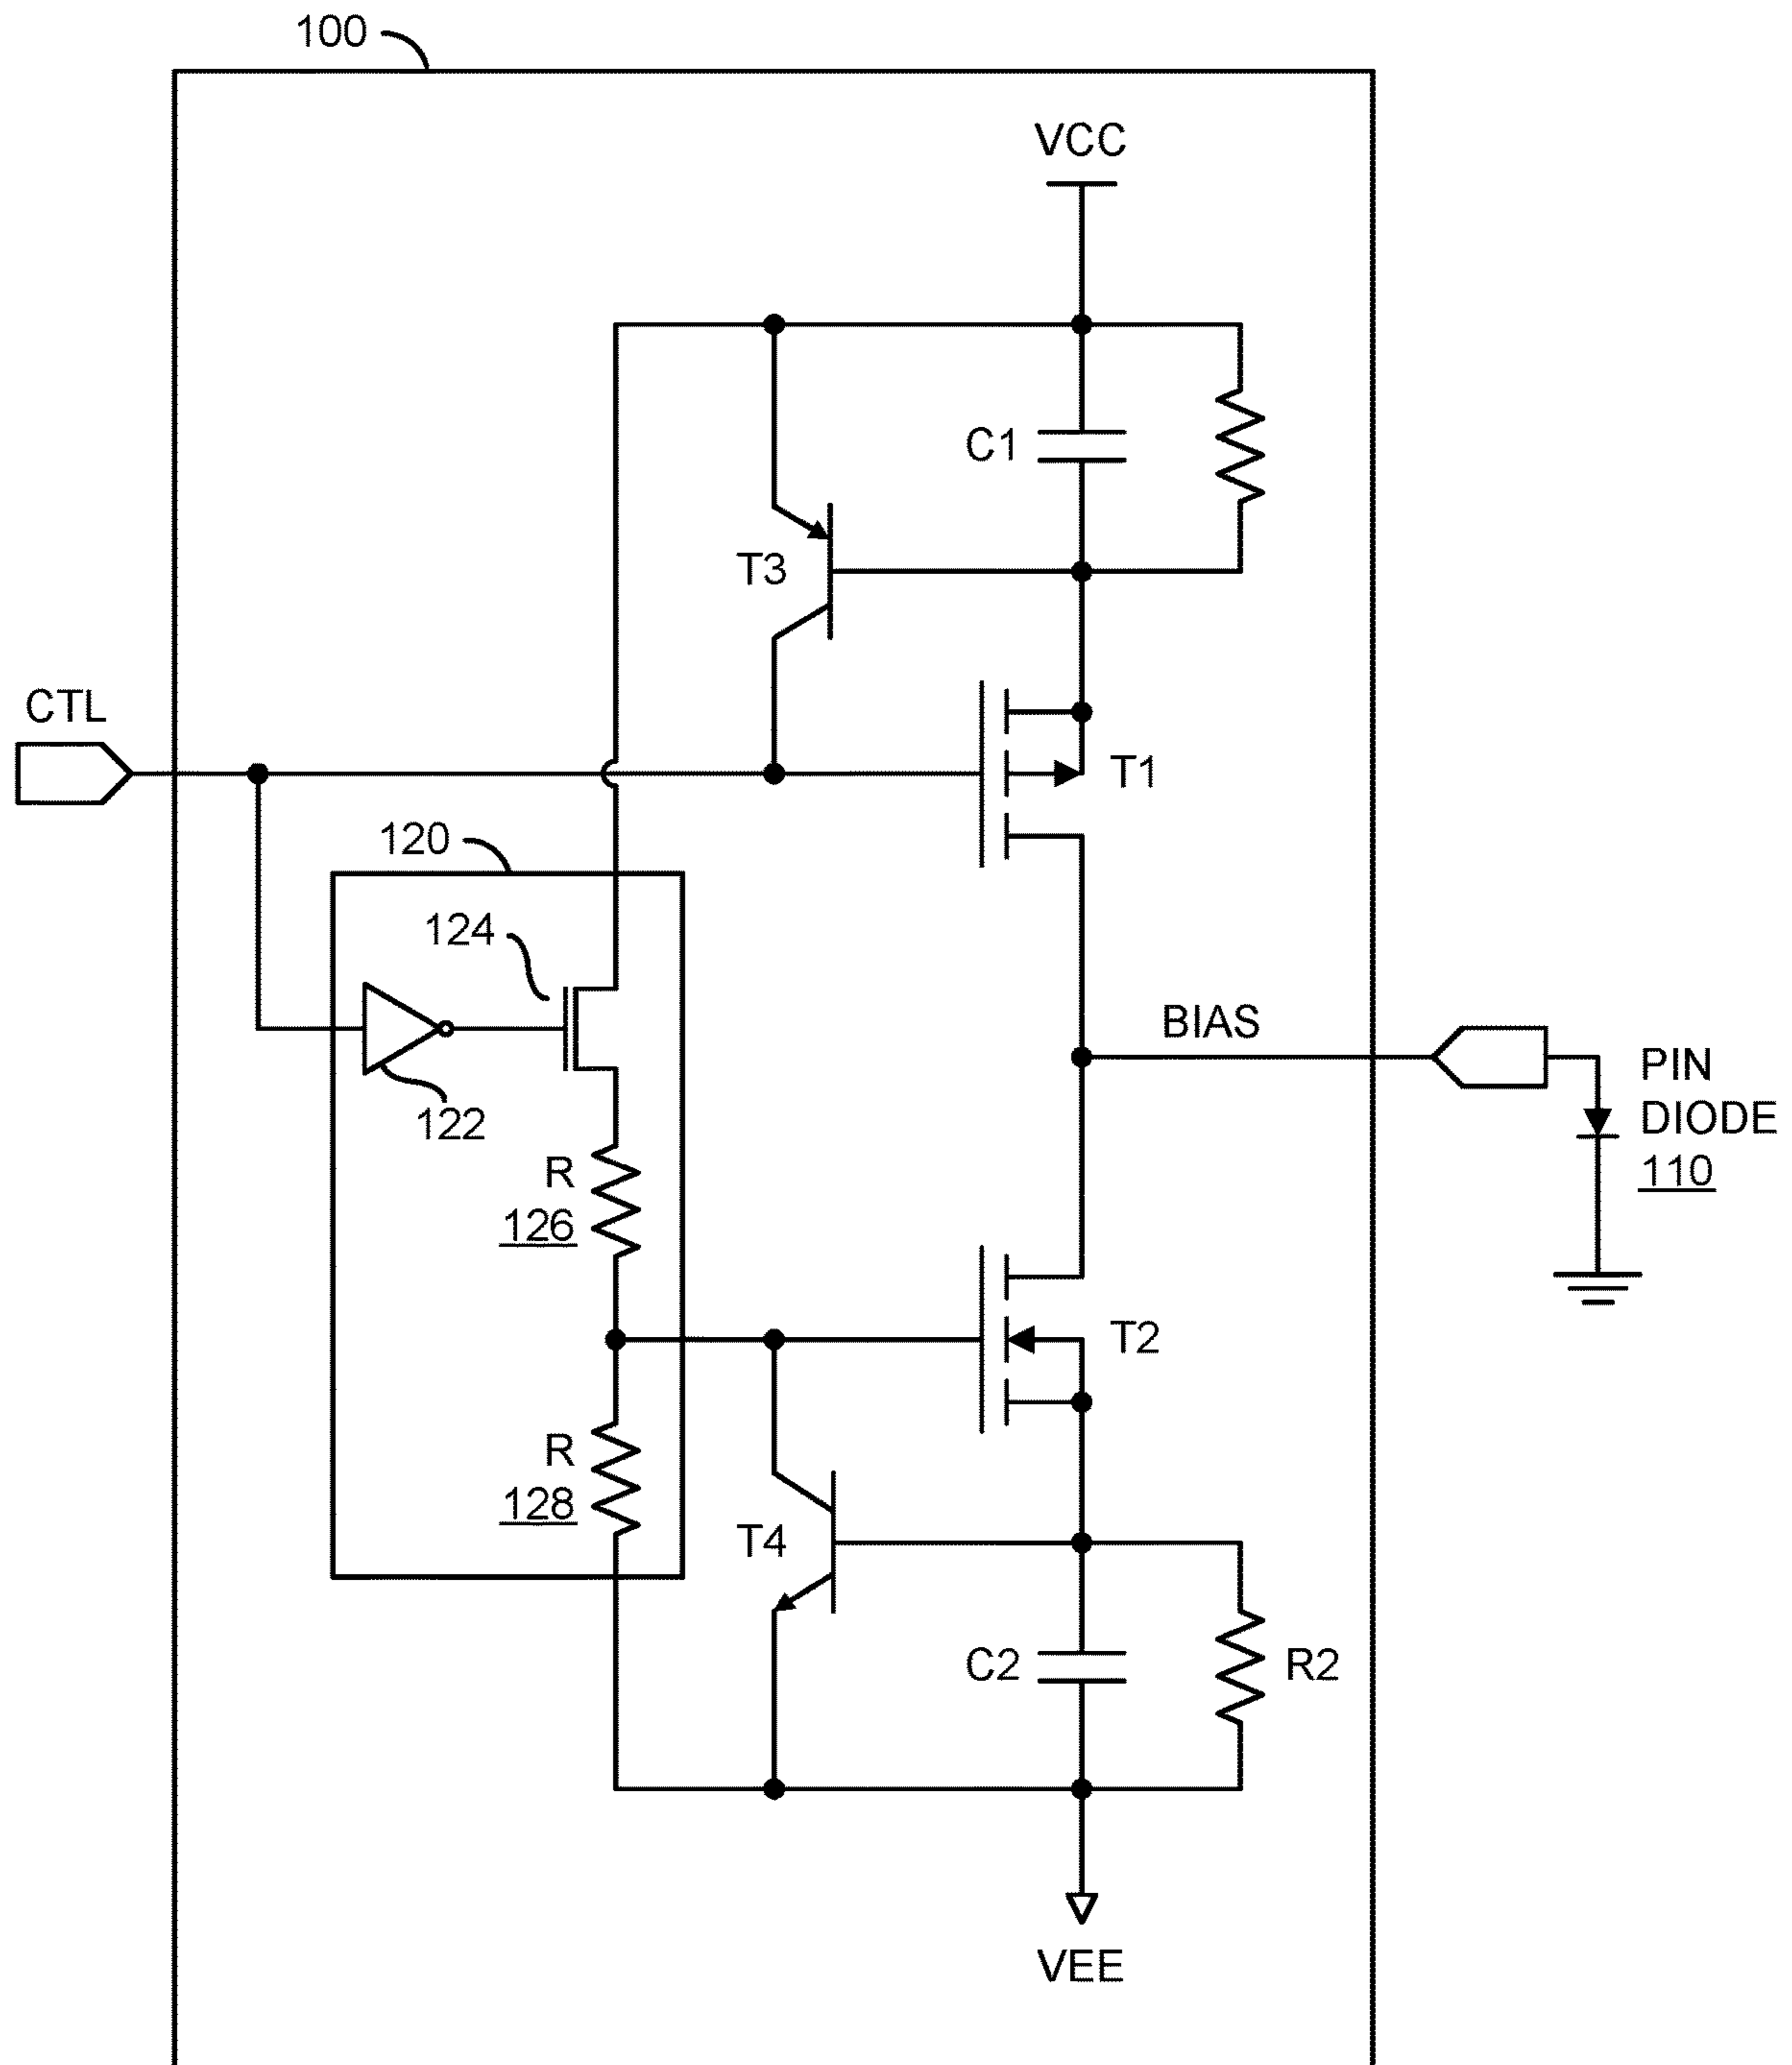 100
VCC
C1
T3
CTL
T1
120
124
122
BIAS
PIN
DIODE
110
R
126
T2
R
128
T4
C2
R2
VEE